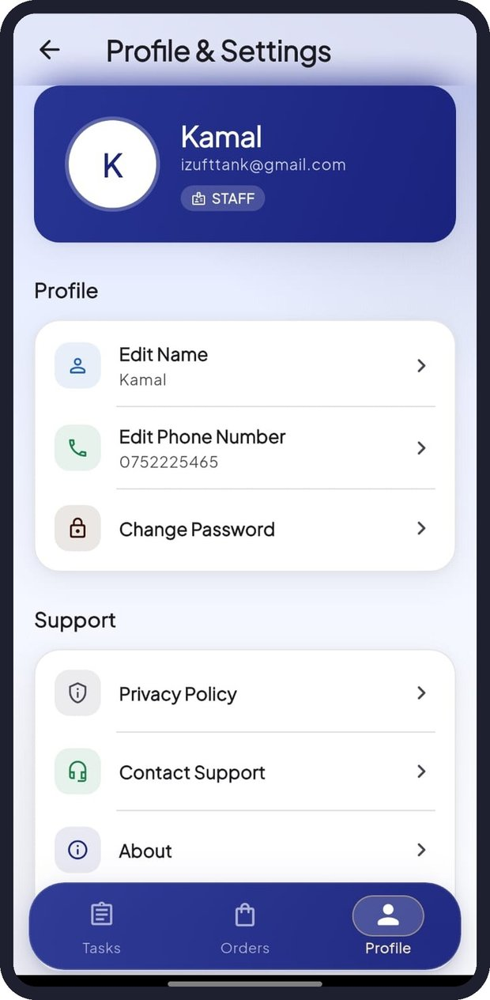 Profile & Settings
K
Kamal
izufttank@gmail.com
STAFF
Profile
Edit Name
Kamal
Edit Phone Number
0752225465
Change Password
Support
Privacy Policy
Contact Support
About
Tasks Orders Profile